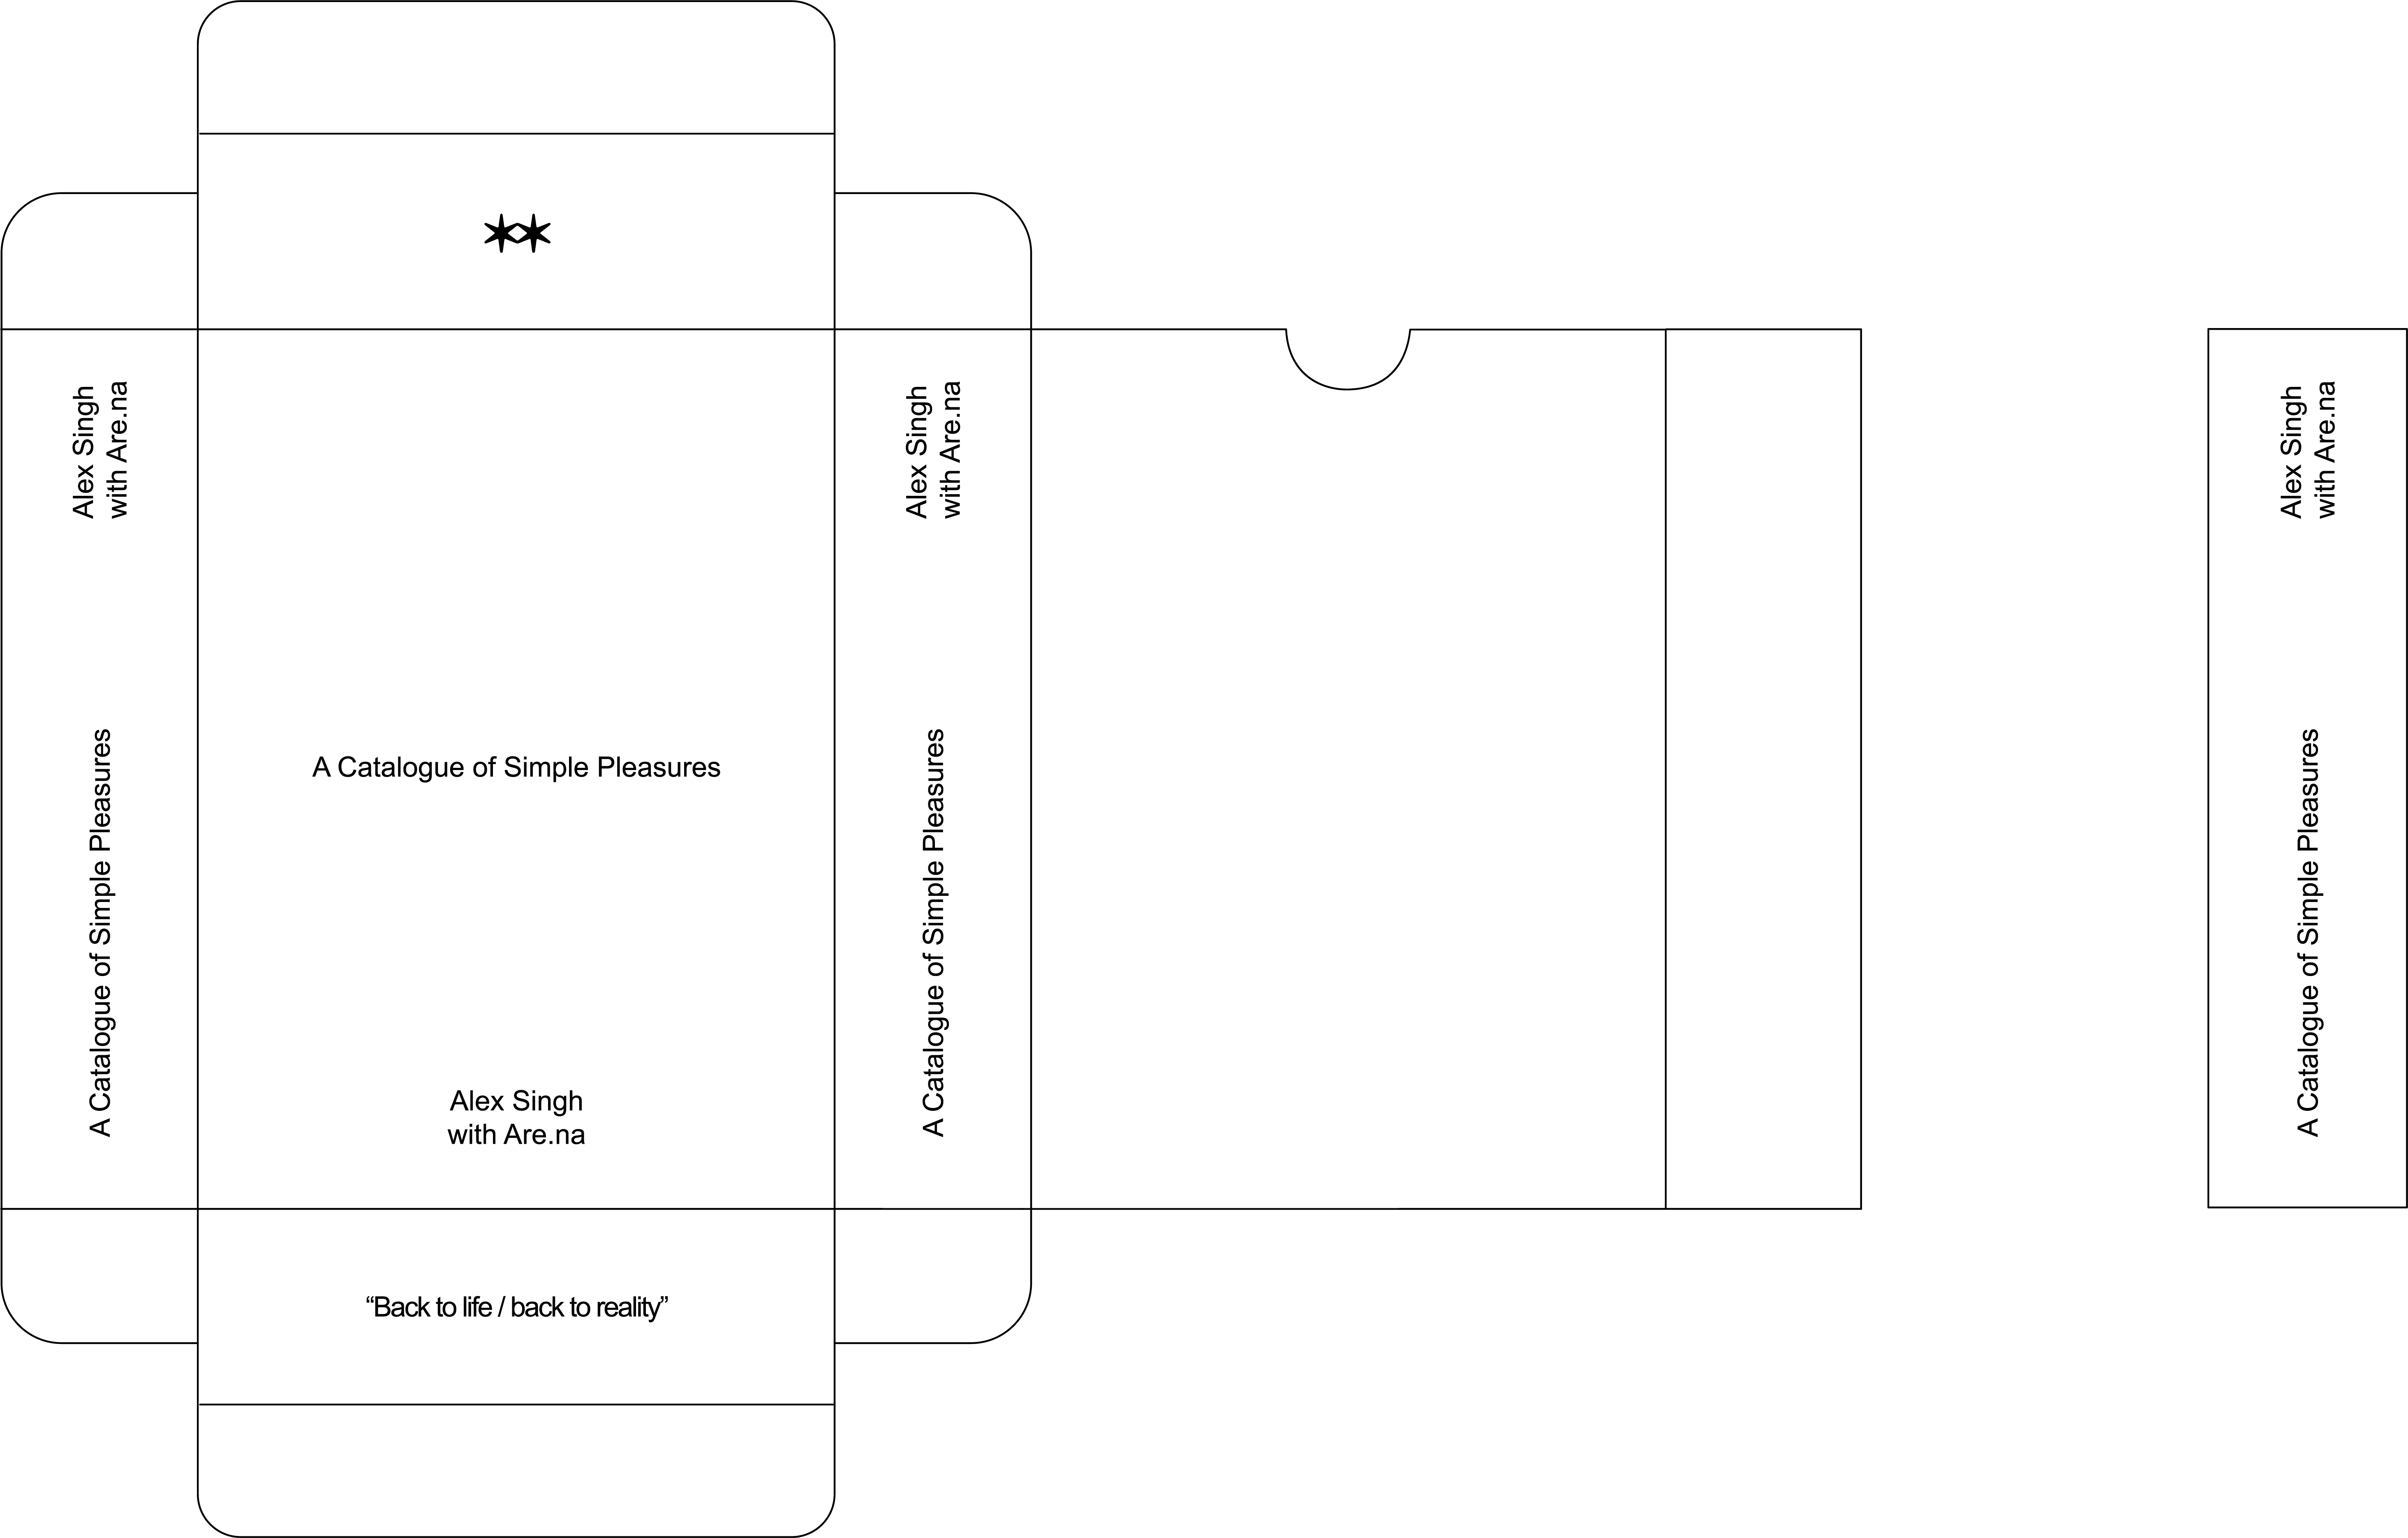 Alex Singh
with Are.na
A Catalogue of Simple Pleasures
A Catalogue of Simple Pleasures
Alex Singh
with Are.na
“Back to life / back to reality”
Alex Singh
with Are.na
A Catalogue of Simple Pleasures
Alex Singh
with Are.na
A Catalogue of Simple Pleasures